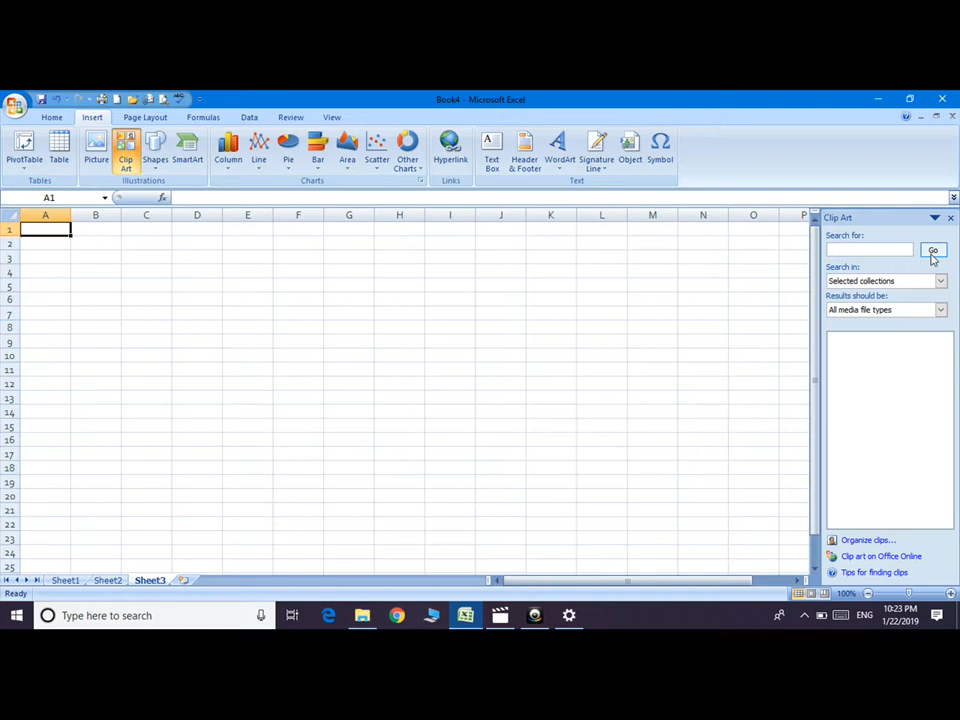 Book4 - Microsoft Excel
Home Insert Page Layout Formulas Data Review View
PivotTable Table Picture Clip Art Shapes SmartArt Column Line Pie Bar Area Scatter Other Charts Hyperlink Text Box Header & Footer WordArt Signature Line Object Symbol
Tables Illustrations Charts Links Text
A1 fx
A B C D E F G H I J K L M N O P
1
2
3
4
5
6
7
8
9
10
11
12
13
14
15
16
17
18
19
20
21
22
23
24
25
Clip Art
Search for:
Go
Search in:
Selected collections
Results should be:
All media file types
Organize clips...
Clip art on Office Online
Tips for finding clips
Sheet1 Sheet2 Sheet3
Ready 100%
Type here to search ENG 10:23 PM
1/22/2019